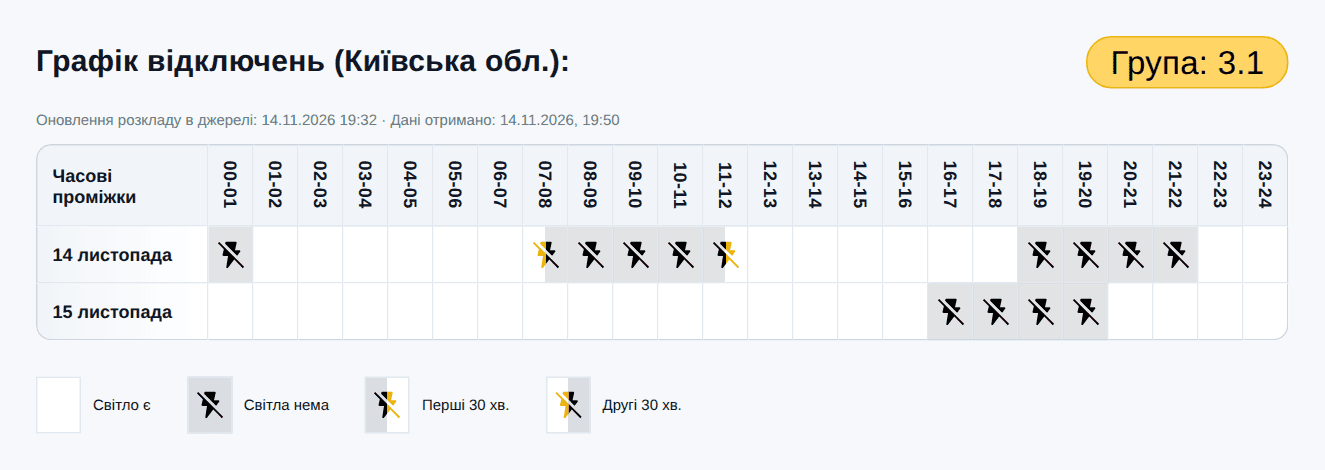 Графік відключень (Київська обл.):
Група: 3.1
Оновлення розкладу в джерелі: 14.11.2026 19:32 · Дані отримано: 14.11.2026, 19:50
Часові
проміжки
00-01
01-02
02-03
03-04
04-05
05-06
06-07
07-08
08-09
09-10
10-11
11-12
12-13
13-14
14-15
15-16
16-17
17-18
18-19
19-20
20-21
21-22
22-23
23-24
14 листопада
15 листопада
Світло є
Світла нема
Перші 30 хв.
Другі 30 хв.